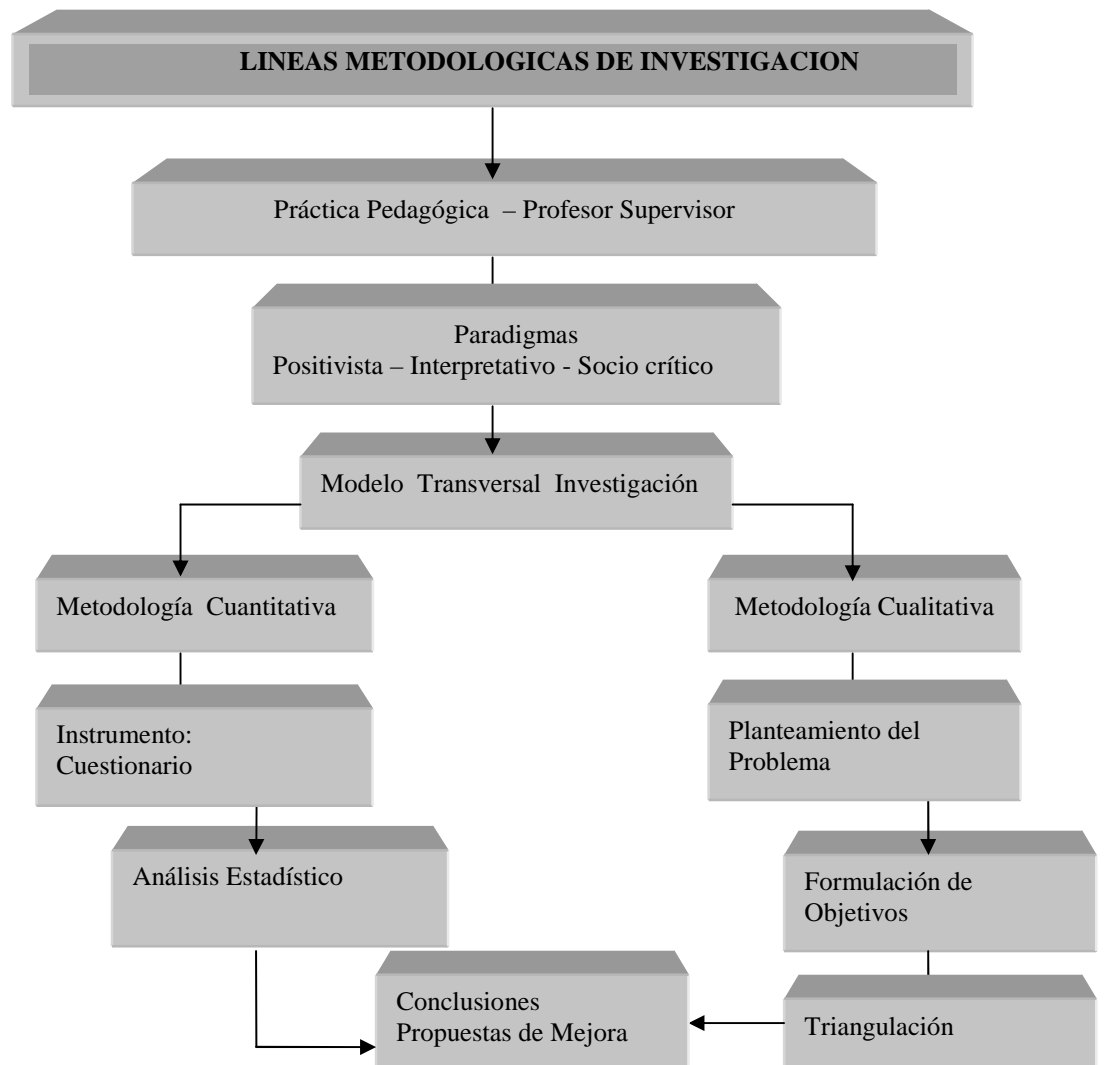 LINEAS METODOLOGICAS DE INVESTIGACION
Práctica Pedagógica – Profesor Supervisor
Paradigmas
Positivista – Interpretativo - Socio crítico
Modelo Transversal Investigación
Metodología Cuantitativa
Metodología Cualitativa
Instrumento:
Cuestionario
Planteamiento del
Problema
Análisis Estadístico
Formulación de
Objetivos
Conclusiones
Propuestas de Mejora
Triangulación